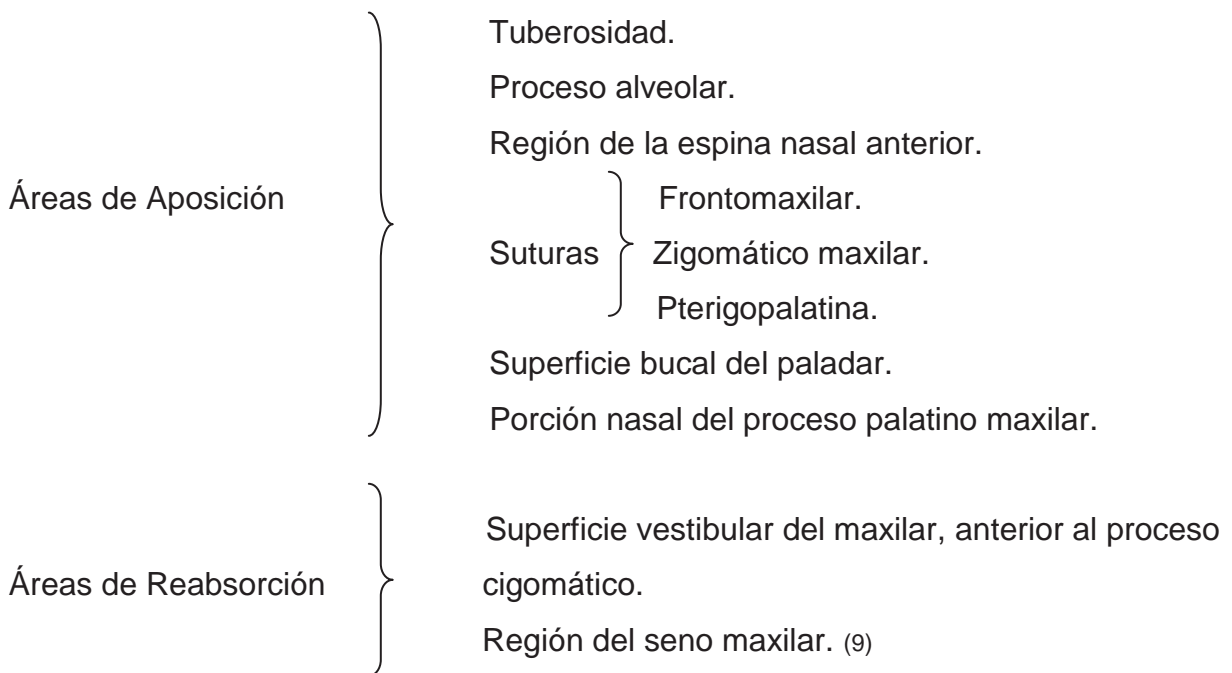 Tuberosidad.
Proceso alveolar.
Región de la espina nasal anterior.
Áreas de Aposición
Frontomaxilar.
Suturas
Zigomático maxilar.
Pterigopalatina.
Superficie bucal del paladar.
Porción nasal del proceso palatino maxilar.
Superficie vestibular del maxilar, anterior al proceso
Áreas de Reabsorción
cigomático.
Región del seno maxilar. (9)